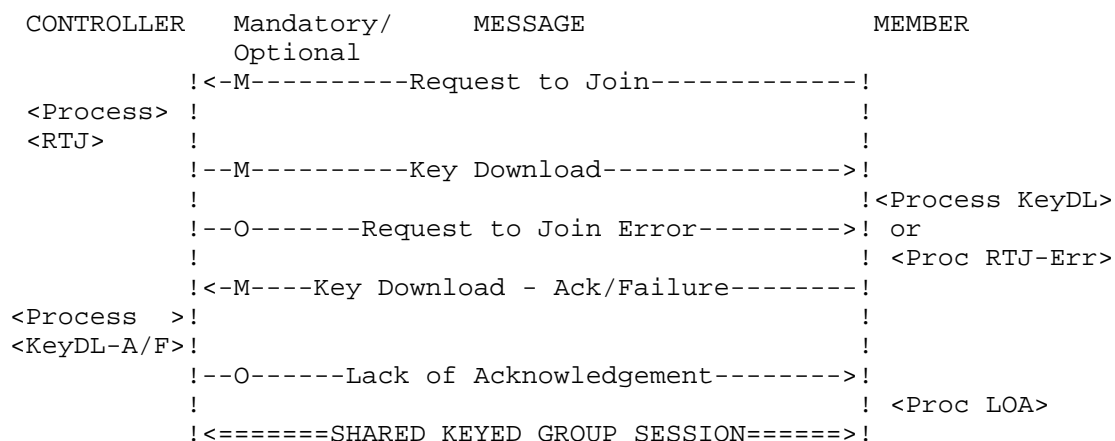 CONTROLLER   Mandatory/     MESSAGE                   MEMBER
             Optional
           !<-M----------Request to Join-------------!
 <Process> !                                         !
 <RTJ>     !                                         !
           !--M----------Key Download--------------->!
           !                                         !<Process KeyDL>
           !--O-------Request to Join Error--------->! or
           !                                         ! <Proc RTJ-Err>
           !<-M----Key Download - Ack/Failure--------!
<Process  >!                                         !
<KeyDL-A/F>!                                         !
           !--O------Lack of Acknowledgement-------->!
           !                                         ! <Proc LOA>
           !<=======SHARED KEYED GROUP SESSION======>!